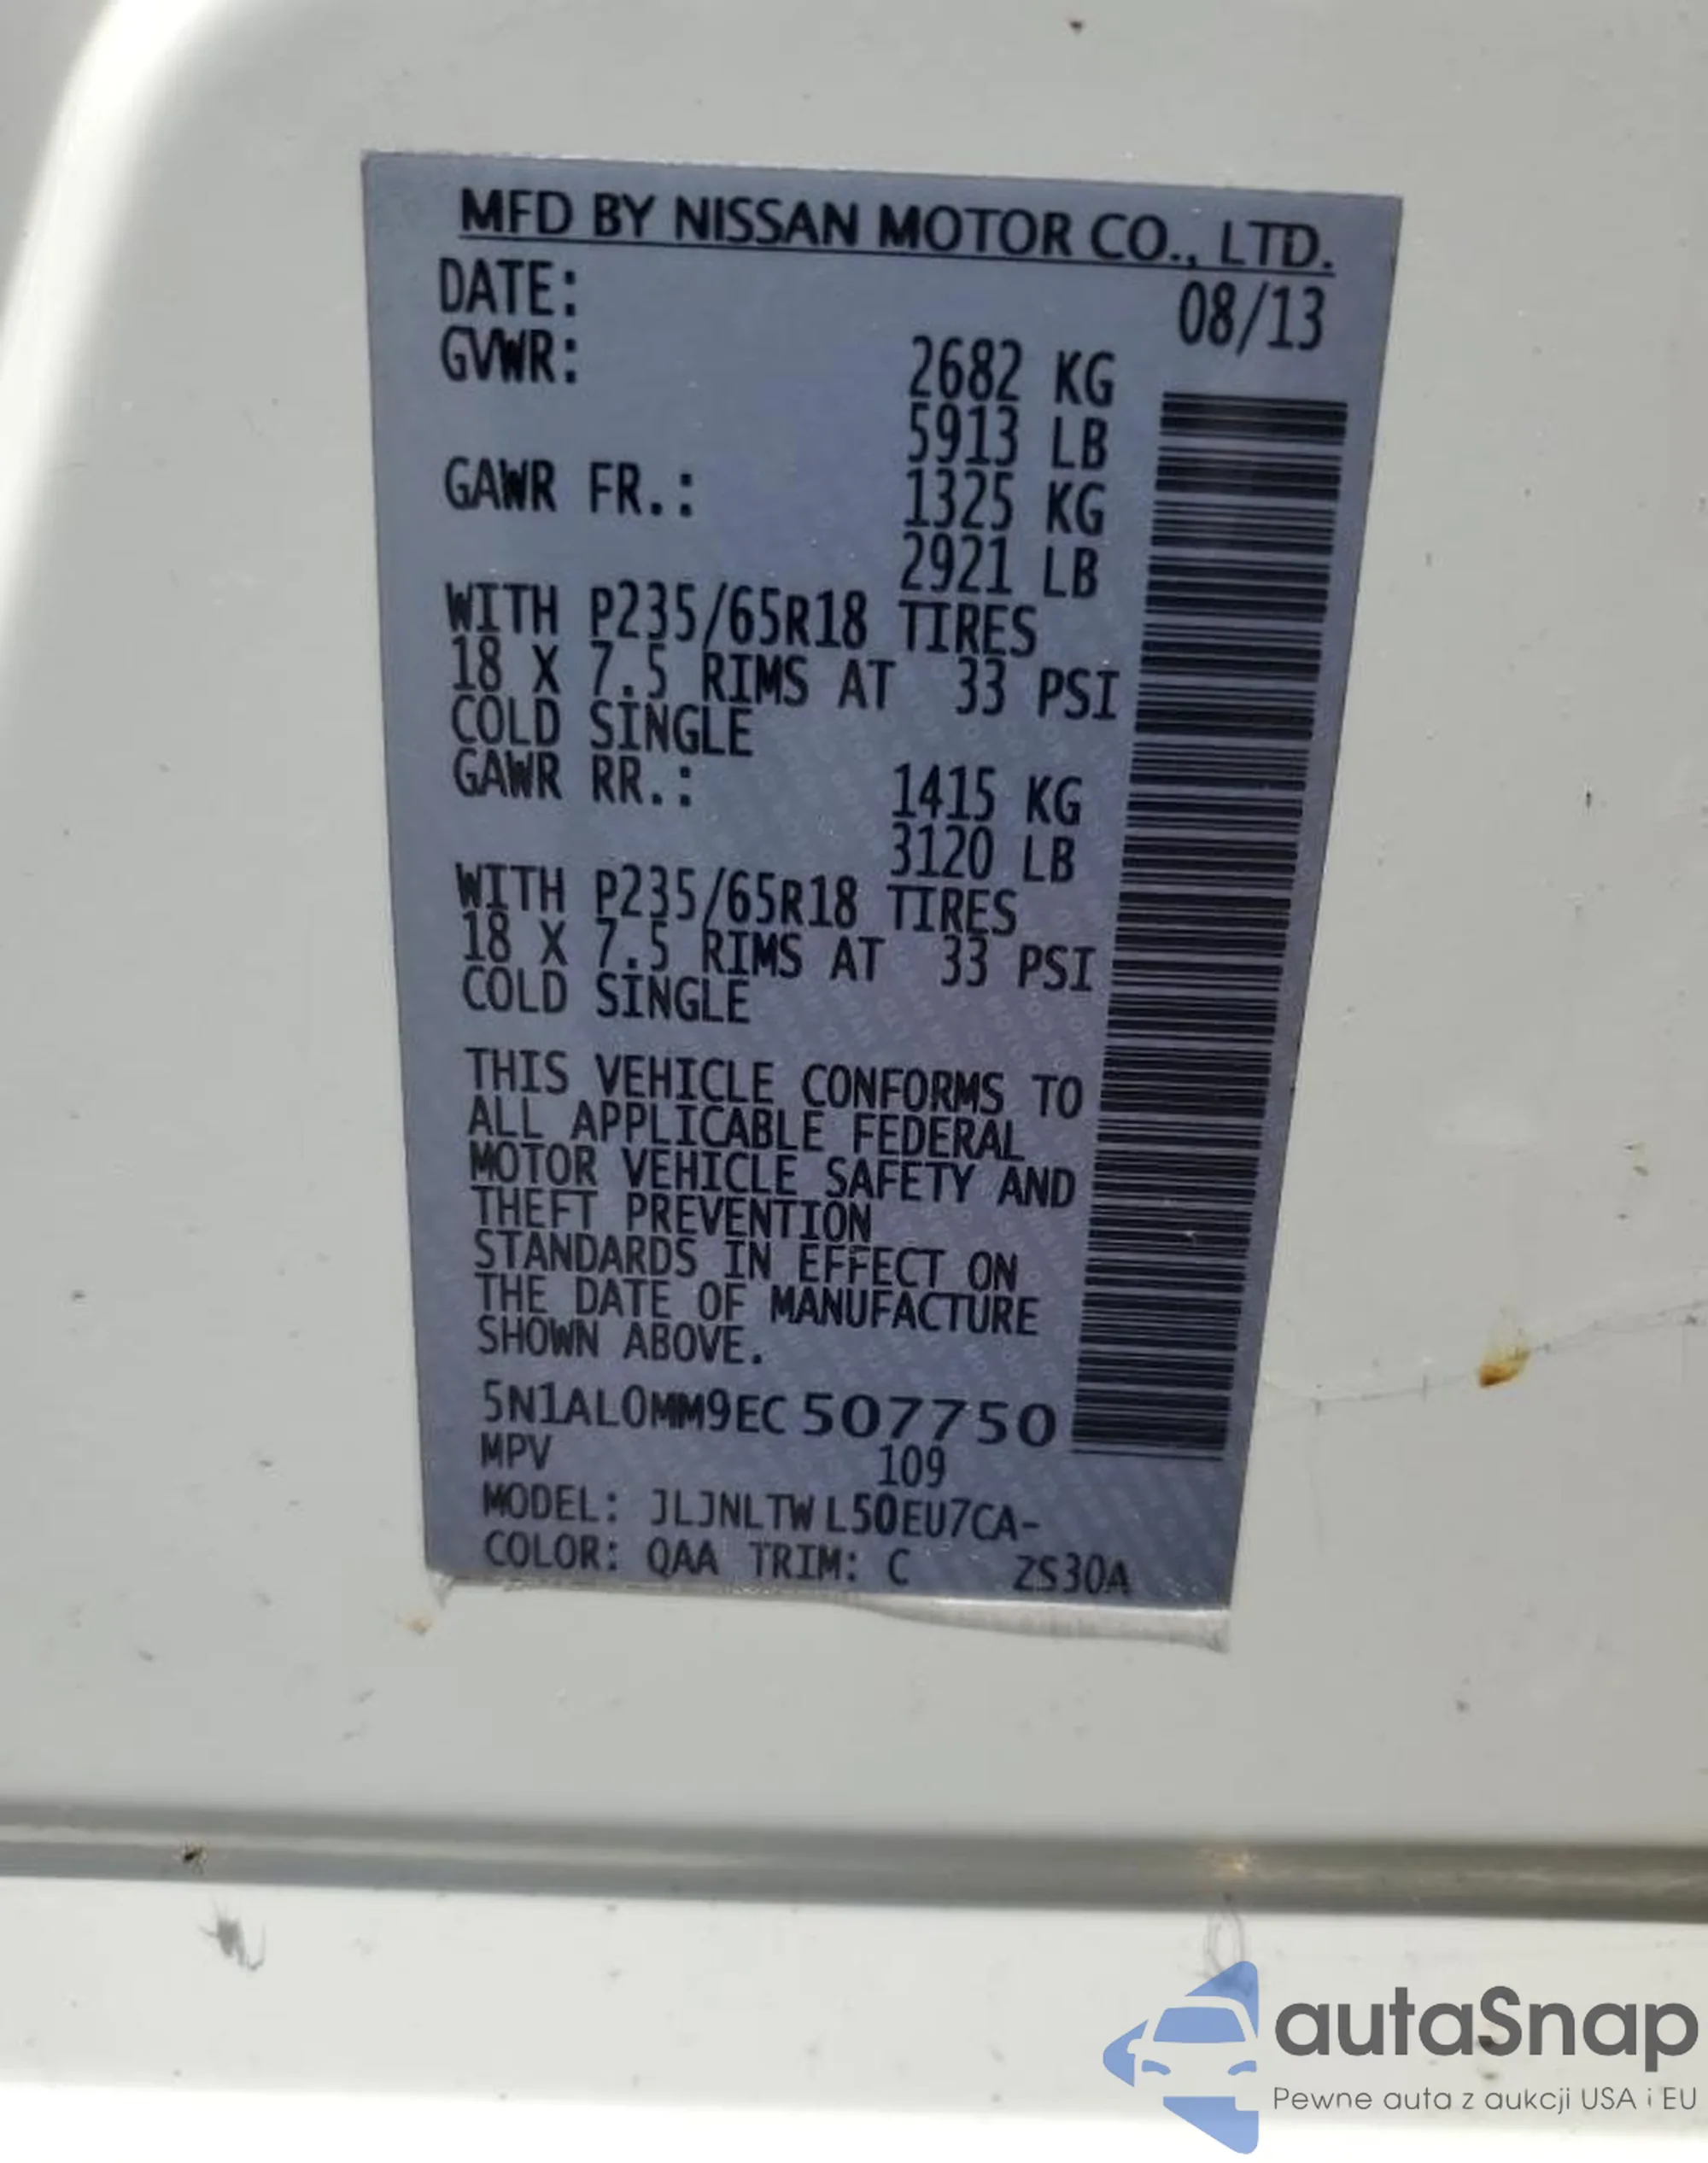 MFD BY NISSAN MOTOR CO., LTD.
DATE: 08/13
GVWR: 2682 KG
5913 LB
GAWR FR.: 1325 KG
2921 LB
WITH P235/65R18 TIRES
18 X 7.5 RIMS AT 33 PSI
COLD SINGLE
GAWR RR.: 1415 KG
3120 LB
WITH P235/65R18 TIRES
18 X 7.5 RIMS AT 33 PSI
COLD SINGLE
THIS VEHICLE CONFORMS TO
ALL APPLICABLE FEDERAL
MOTOR VEHICLE SAFETY AND
THEFT PREVENTION
STANDARDS IN EFFECT ON
THE DATE OF MANUFACTURE
SHOWN ABOVE.
5N1AL0MM9EC507750
MPV 109
MODEL: JLJNLTWL50EU7CA-
COLOR: QAA TRIM: C ZS30A
autaSnap
Pewne auta z aukcji USA i EU